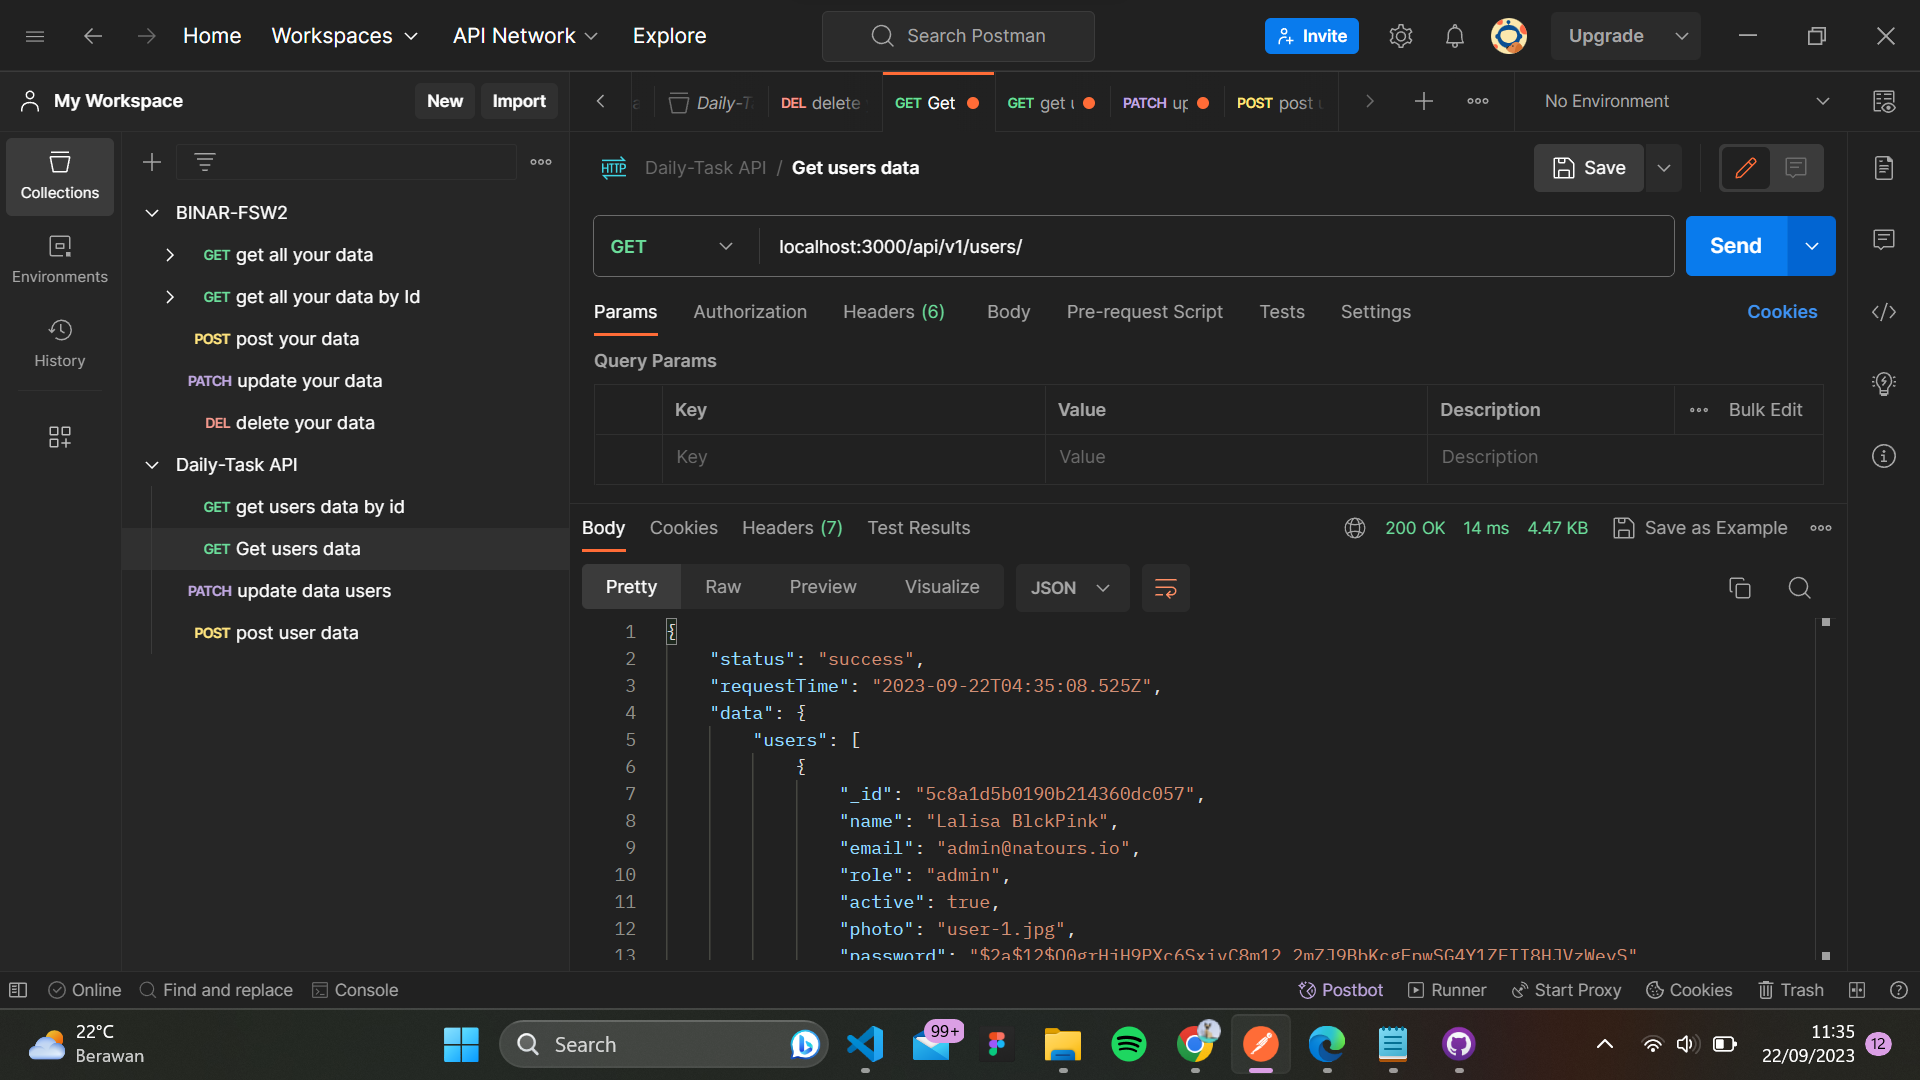 Home Workspaces API Network Explore Search Postman Invite Upgrade
My Workspace New Import Daily-T DEL delete GET Get GET get u PATCH up POST post u No Environment
Collections
Environments
History
BINAR-FSW2
GET get all your data
GET get all your data by Id
POST post your data
PATCH update your data
DEL delete your data
Daily-Task API
GET get users data by id
GET Get users data
PATCH update data users
POST post user data
HTTP Daily-Task API / Get users data Save
GET localhost:3000/api/v1/users/ Send
Params Authorization Headers (6) Body Pre-request Script Tests Settings Cookies
Query Params
Key Value Description Bulk Edit
Key Value Description
Body Cookies Headers (7) Test Results 200 OK 14 ms 4.47 KB Save as Example
Pretty Raw Preview Visualize JSON
1 {
2 "status": "success",
3 "requestTime": "2023-09-22T04:35:08.525Z",
4 "data": {
5 "users": [
6 {
7 "_id": "5c8a1d5b0190b214360dc057",
8 "name": "Lalisa BlckPink",
9 "email": "admin@natours.io",
10 "role": "admin",
11 "active": true,
12 "photo": "user-1.jpg",
13 "password":
Online Find and replace Console Postbot Runner Start Proxy Cookies Trash
22°C
Berawan
Search
99+
11:35
22/09/2023
12